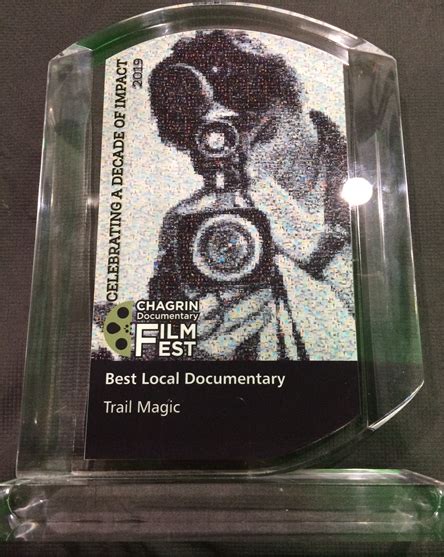 CELEBRATING A DECADE OF IMPACT
2019
CHAGRIN
Documentary
FILM
FEST
Best Local Documentary
Trail Magic